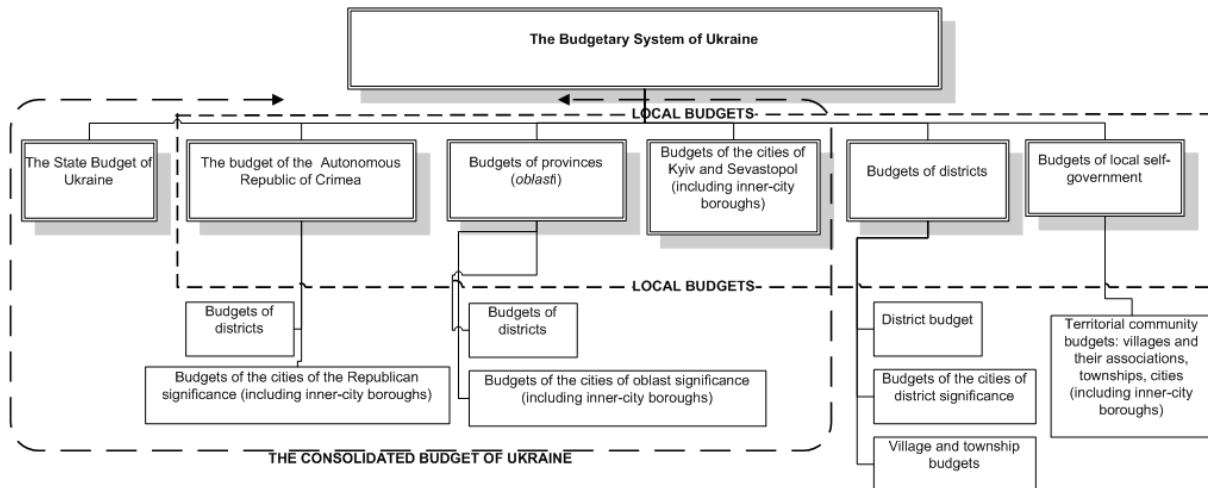 The Budgetary System of Ukraine
LOCAL BUDGETS
The State Budget of
Ukraine
The budget of the Autonomous
Republic of Crimea
Budgets of provinces
(oblasti)
Budgets of the cities of
Kyiv and Sevastopol
(including inner-city
boroughs)
Budgets of districts
Budgets of local self-
government
LOCAL BUDGETS
Budgets of
districts
Budgets of the cities of the Republican
significance (including inner-city boroughs)
Budgets of
districts
Budgets of the cities of oblast significance
(including inner-city boroughs)
District budget
Budgets of the cities of
district significance
Village and township
budgets
Territorial community
budgets: villages and
their associations,
townships, cities
(including inner-city
boroughs)
THE CONSOLIDATED BUDGET OF UKRAINE